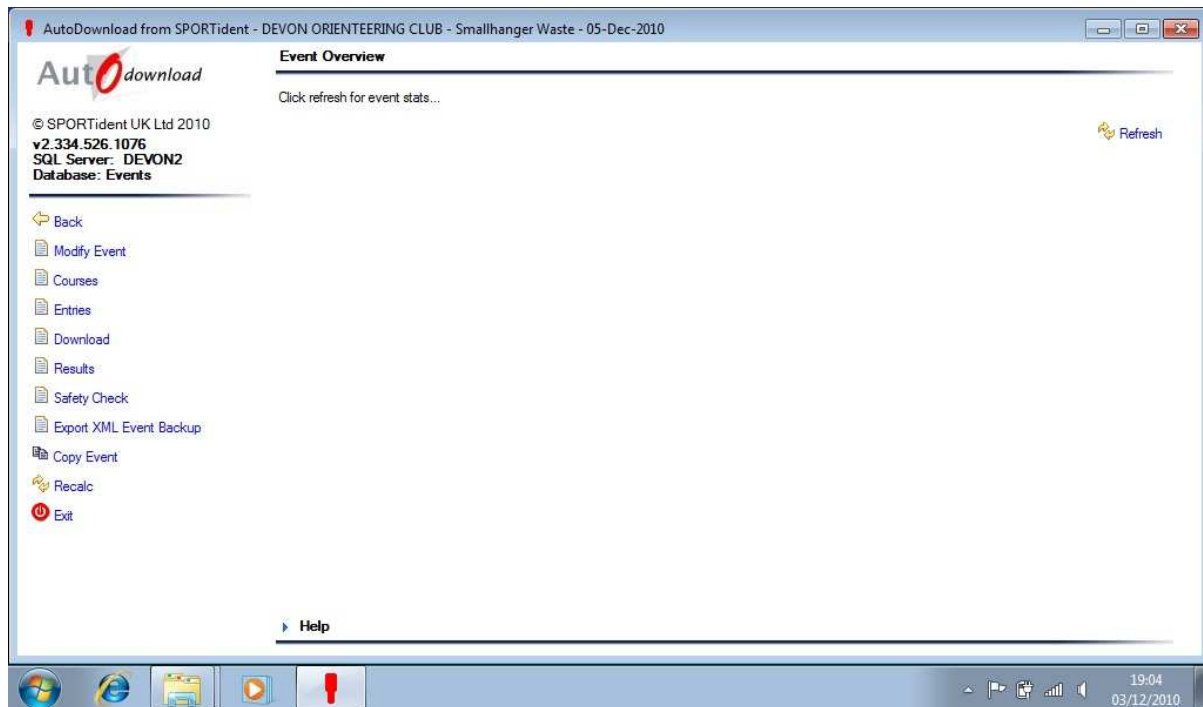 AutoDownload from SPORTident - DEVON ORIENTEERING CLUB - Smallhanger Waste - 05-Dec-2010
AutOdownload
© SPORTident UK Ltd 2010
v2.334.526.1076
SQL Server: DEVON2
Database: Events
Back
Modify Event
Courses
Entries
Download
Results
Safety Check
Export XML Event Backup
Copy Event
Recalc
Exit
Event Overview
Click refresh for event stats...
Refresh
Help
19:04
03/12/2010